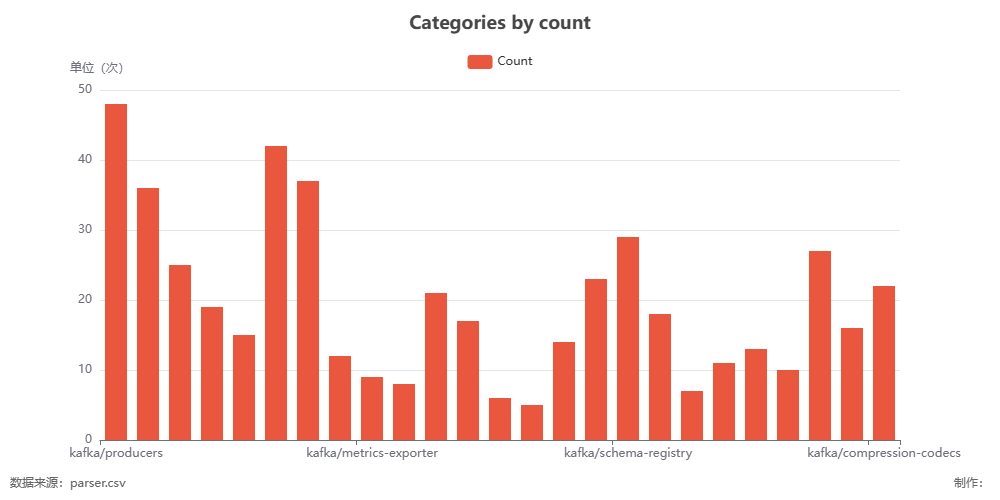 Categories by count
Count
单位（次）
50
40
30
20
10
0
kafka/producers
kafka/metrics-exporter
kafka/schema-registry
kafka/compression-codecs
数据来源：parser.csv
制作：